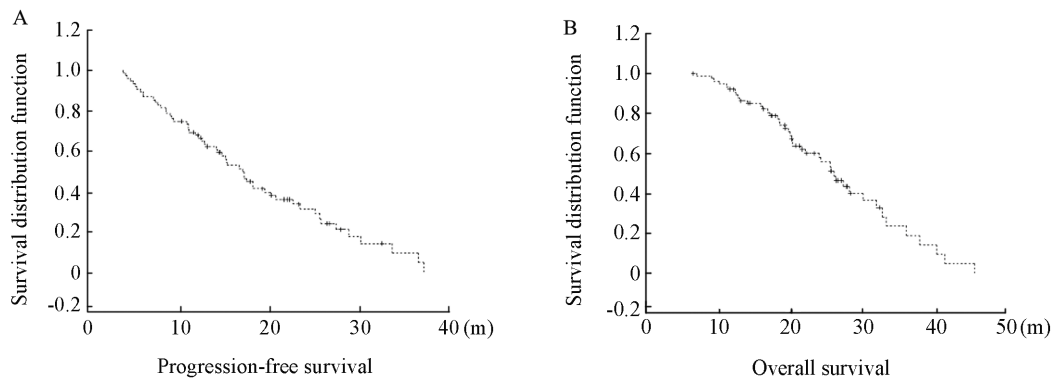 A
Survival distribution function
1.2
1.0
0.8
0.6
0.4
0.2
0
-0.2
0 10 20 30 40 (m)
Progression-free survival
B
Survival distribution function
1.2
1.0
0.8
0.6
0.4
0.2
0
-0.2
0 10 20 30 40 50 (m)
Overall survival